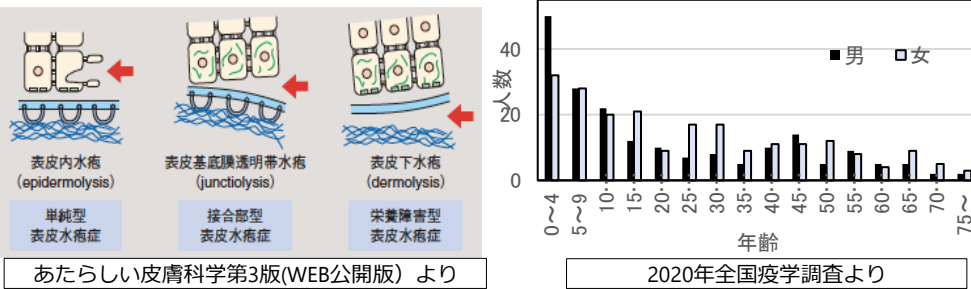 表皮内水疱
(epidermolysis)
単純型
表皮水疱症
表皮基底膜透明帯水疱
(junctiolysis)
接合部型
表皮水疱症
表皮下水疱
(dermolysis)
栄養障害型
表皮水疱症
あたらしい皮膚科学第3版(WEB公開版）より
人数
40
20
0
■男
□女
0～4
5～9
10‥
15‥
20‥
25‥
30‥
35‥
40‥
45‥
50‥
55‥
60‥
65‥
70‥
75～
年齢
2020年全国疫学調査より